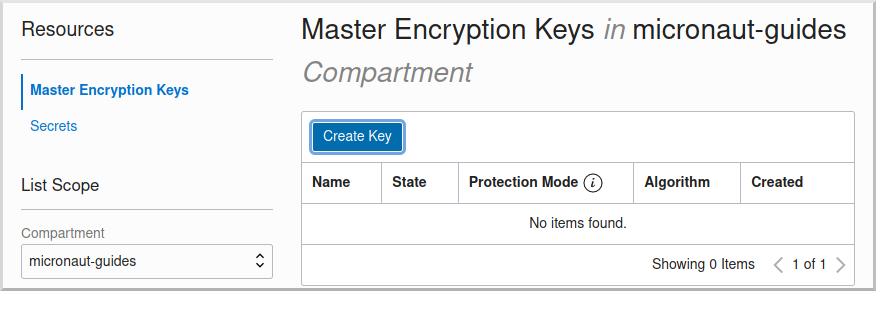 Resources
Master Encryption Keys
Secrets
List Scope
Compartment
micronaut-guides
Master Encryption Keys in micronaut-guides
Compartment
Create Key
Name State Protection Mode i Algorithm Created
No items found.
Showing 0 Items 1 of 1